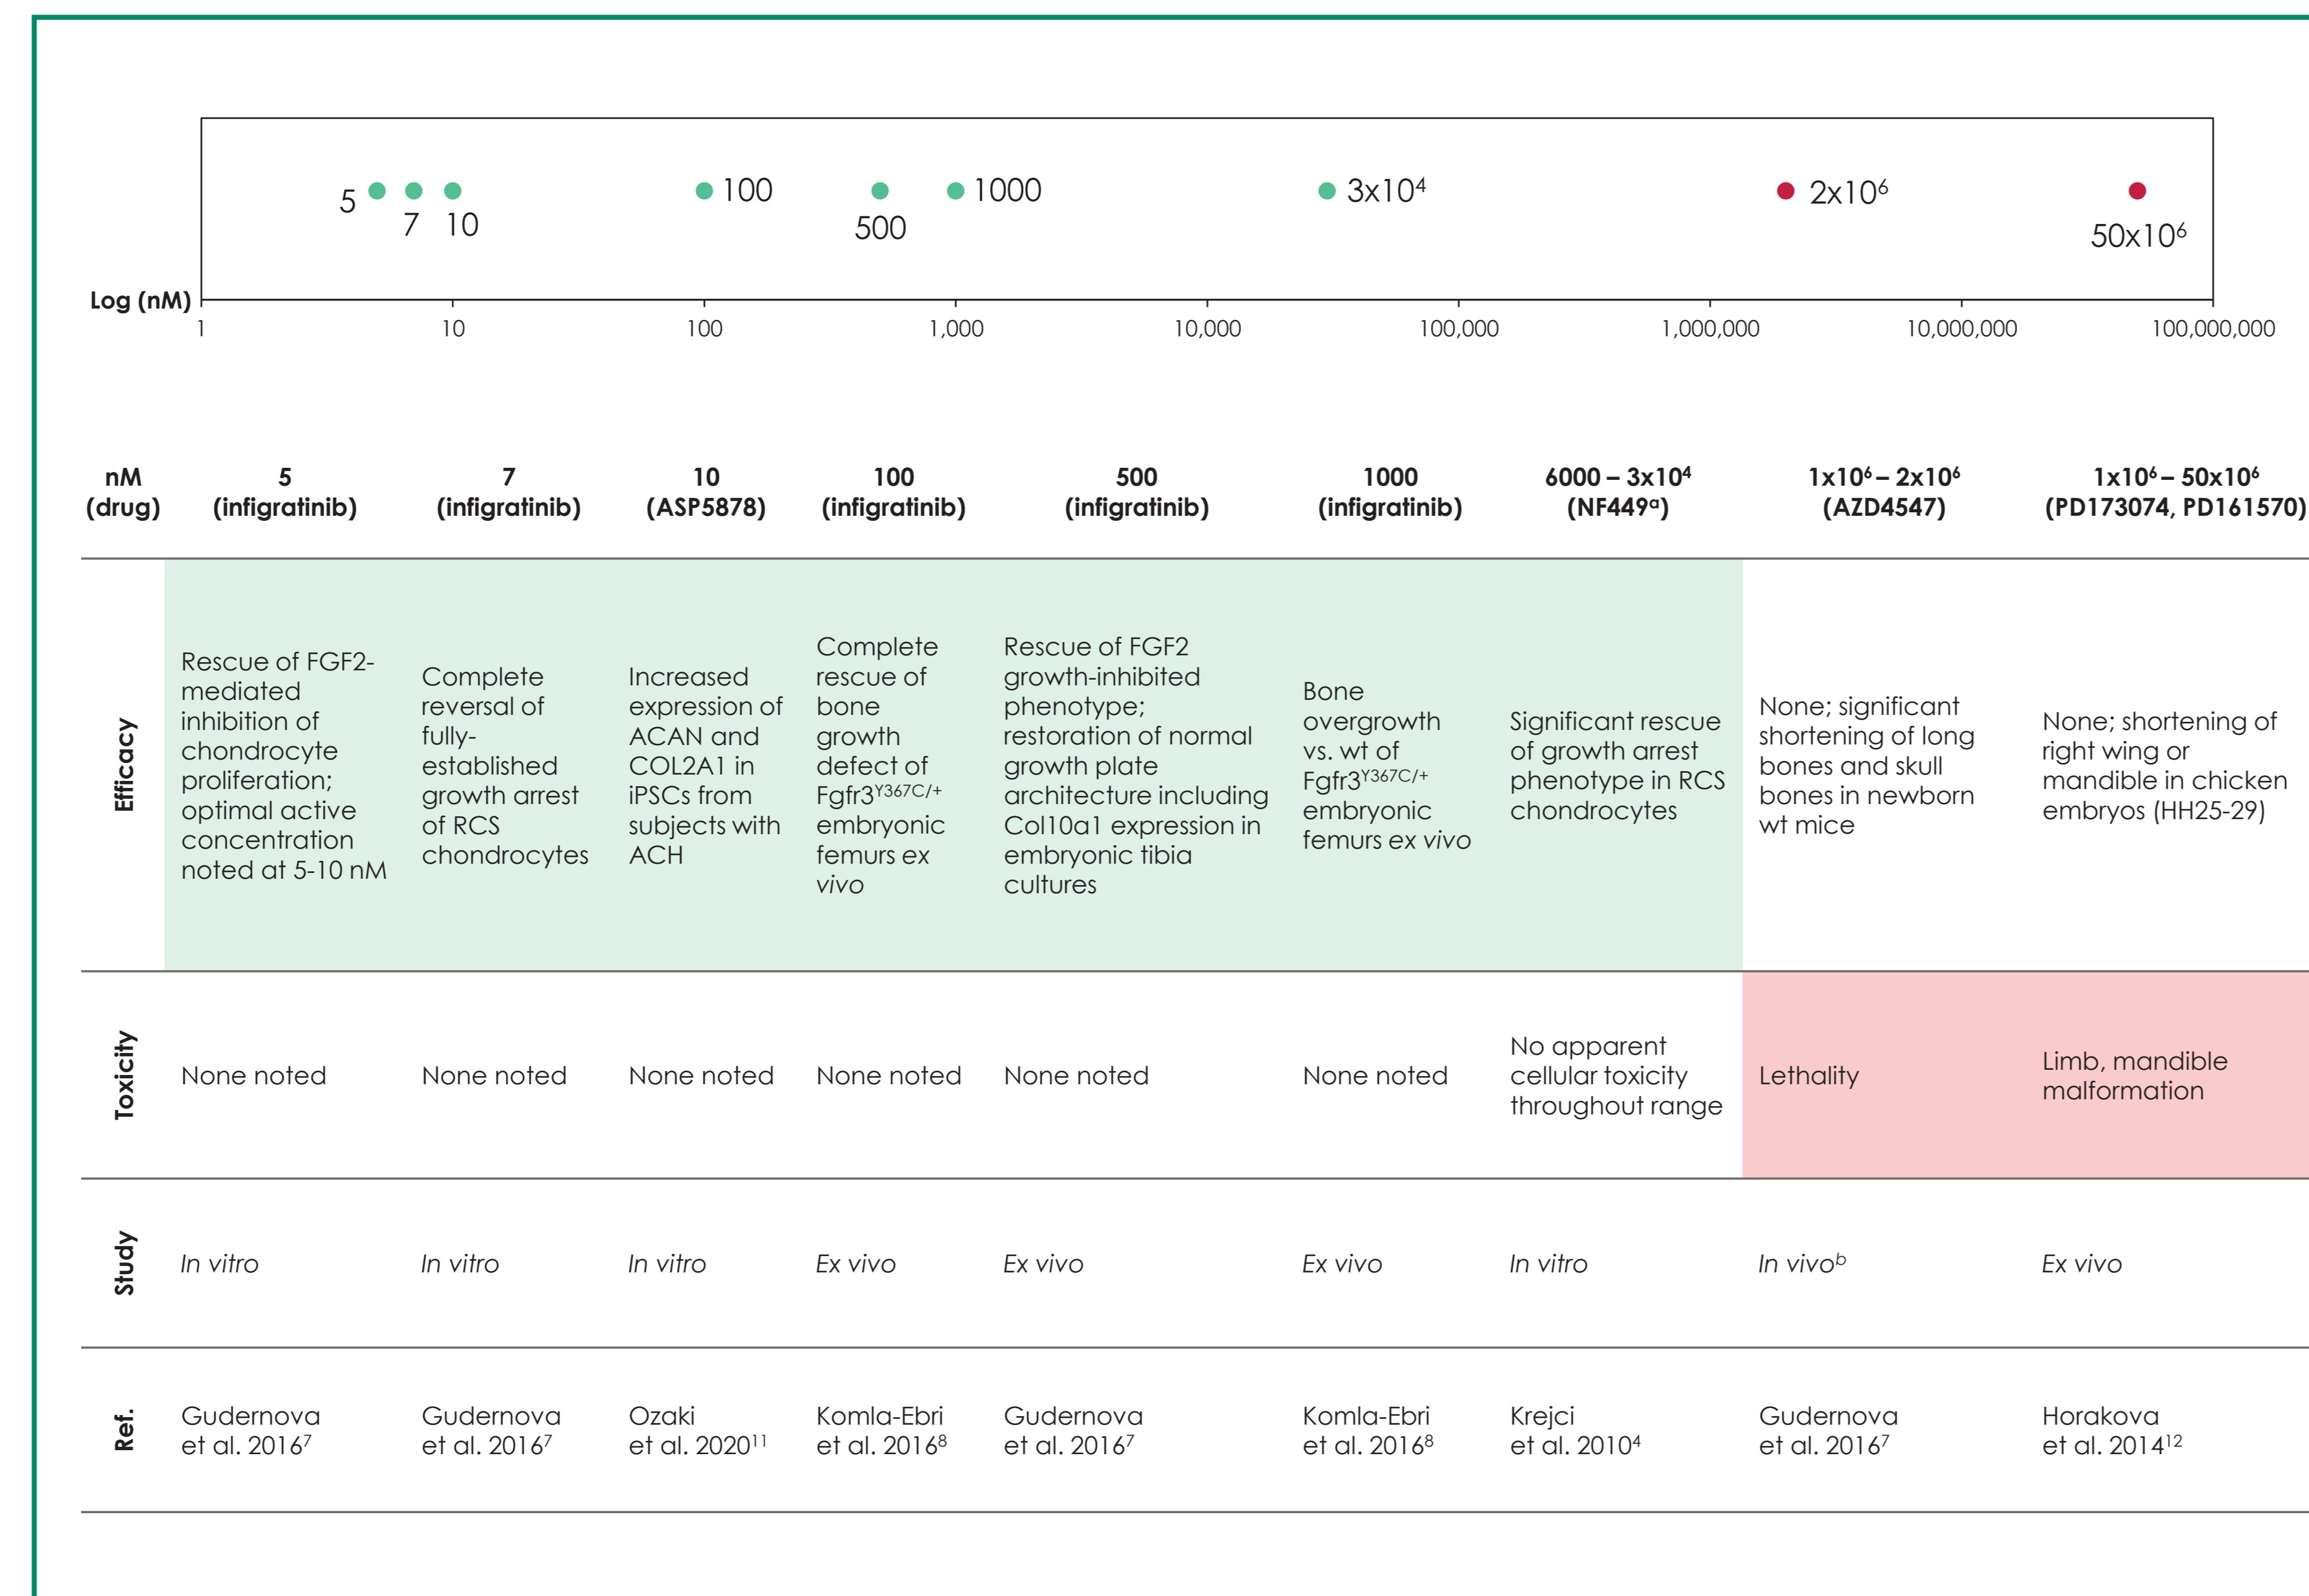 5
7
10
100
500
1000
3x10⁴
2x10⁶
50x10⁶
Log (nM)
1
10
100
1,000
10,000
100,000
1,000,000
10,000,000
100,000,000
nM
(drug)
5
(infigratinib)
7
(infigratinib)
10
(ASP5878)
100
(infigratinib)
500
(infigratinib)
1000
(infigratinib)
6000 – 3x10⁴
(NF449ᵃ)
1x10⁶ – 2x10⁶
(AZD4547)
1x10⁶ – 50x10⁶
(PD173074, PD161570)
Efficacy
Rescue of FGF2-
mediated
inhibition of
chondrocyte
proliferation;
optimal active
concentration
noted at 5-10 nM
Complete
reversal of
fully-
established
growth arrest
of RCS
chondrocytes
Increased
expression of
ACAN and
COL2A1 in
iPSCs from
subjects with
ACH
Complete
rescue of
bone
growth
defect of
Fgfr3Y367C/+
embryonic
femurs ex
vivo
Rescue of FGF2
growth-inhibited
phenotype;
restoration of normal
growth plate
architecture including
Col10a1 expression in
embryonic tibia
cultures
Bone
overgrowth
vs. wt of
Fgfr3Y367C/+
embryonic
femurs ex vivo
Significant rescue
of growth arrest
phenotype in RCS
chondrocytes
None; significant
shortening of long
bones and skull
bones in newborn
wt mice
None; shortening of
right wing or
mandible in chicken
embryos (HH25-29)
Toxicity
None noted
None noted
None noted
None noted
None noted
None noted
No apparent
cellular toxicity
throughout range
Lethality
Limb, mandible
malformation
Study
In vitro
In vitro
In vitro
Ex vivo
Ex vivo
Ex vivo
In vitro
In vivoᵇ
Ex vivo
Ref.
Gudernova
et al. 2016⁷
Gudernova
et al. 2016⁷
Ozaki
et al. 2020¹¹
Komla-Ebri
et al. 2016⁸
Gudernova
et al. 2016⁷
Komla-Ebri
et al. 2016⁸
Krejci
et al. 2010⁴
Gudernova
et al. 2016⁷
Horakova
et al. 2014¹²